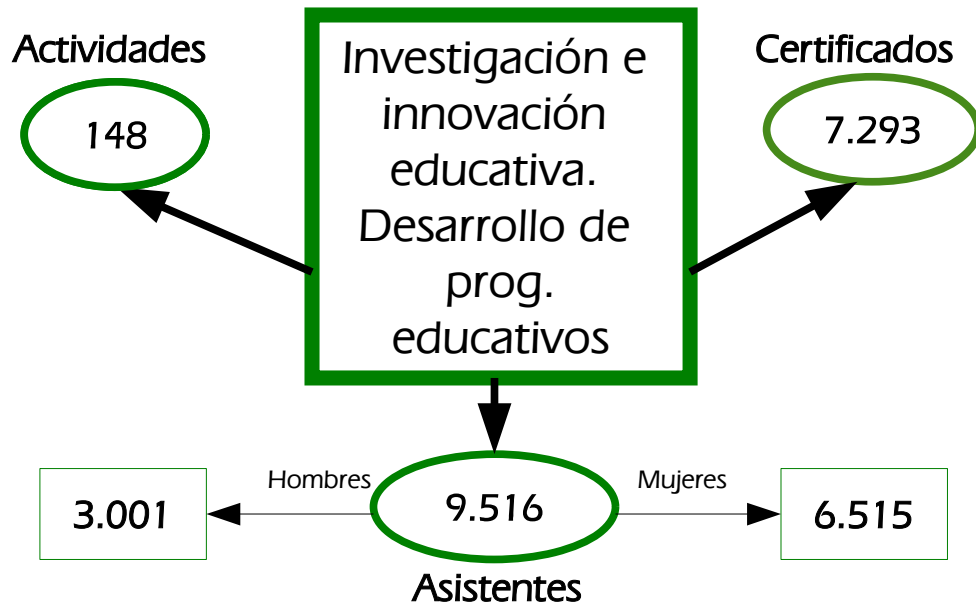 Actividades
148
Investigación e
innovación
educativa.
Desarrollo de
prog.
educativos
Certificados
7.293
Hombres
3.001
9.516
Asistentes
Mujeres
6.515